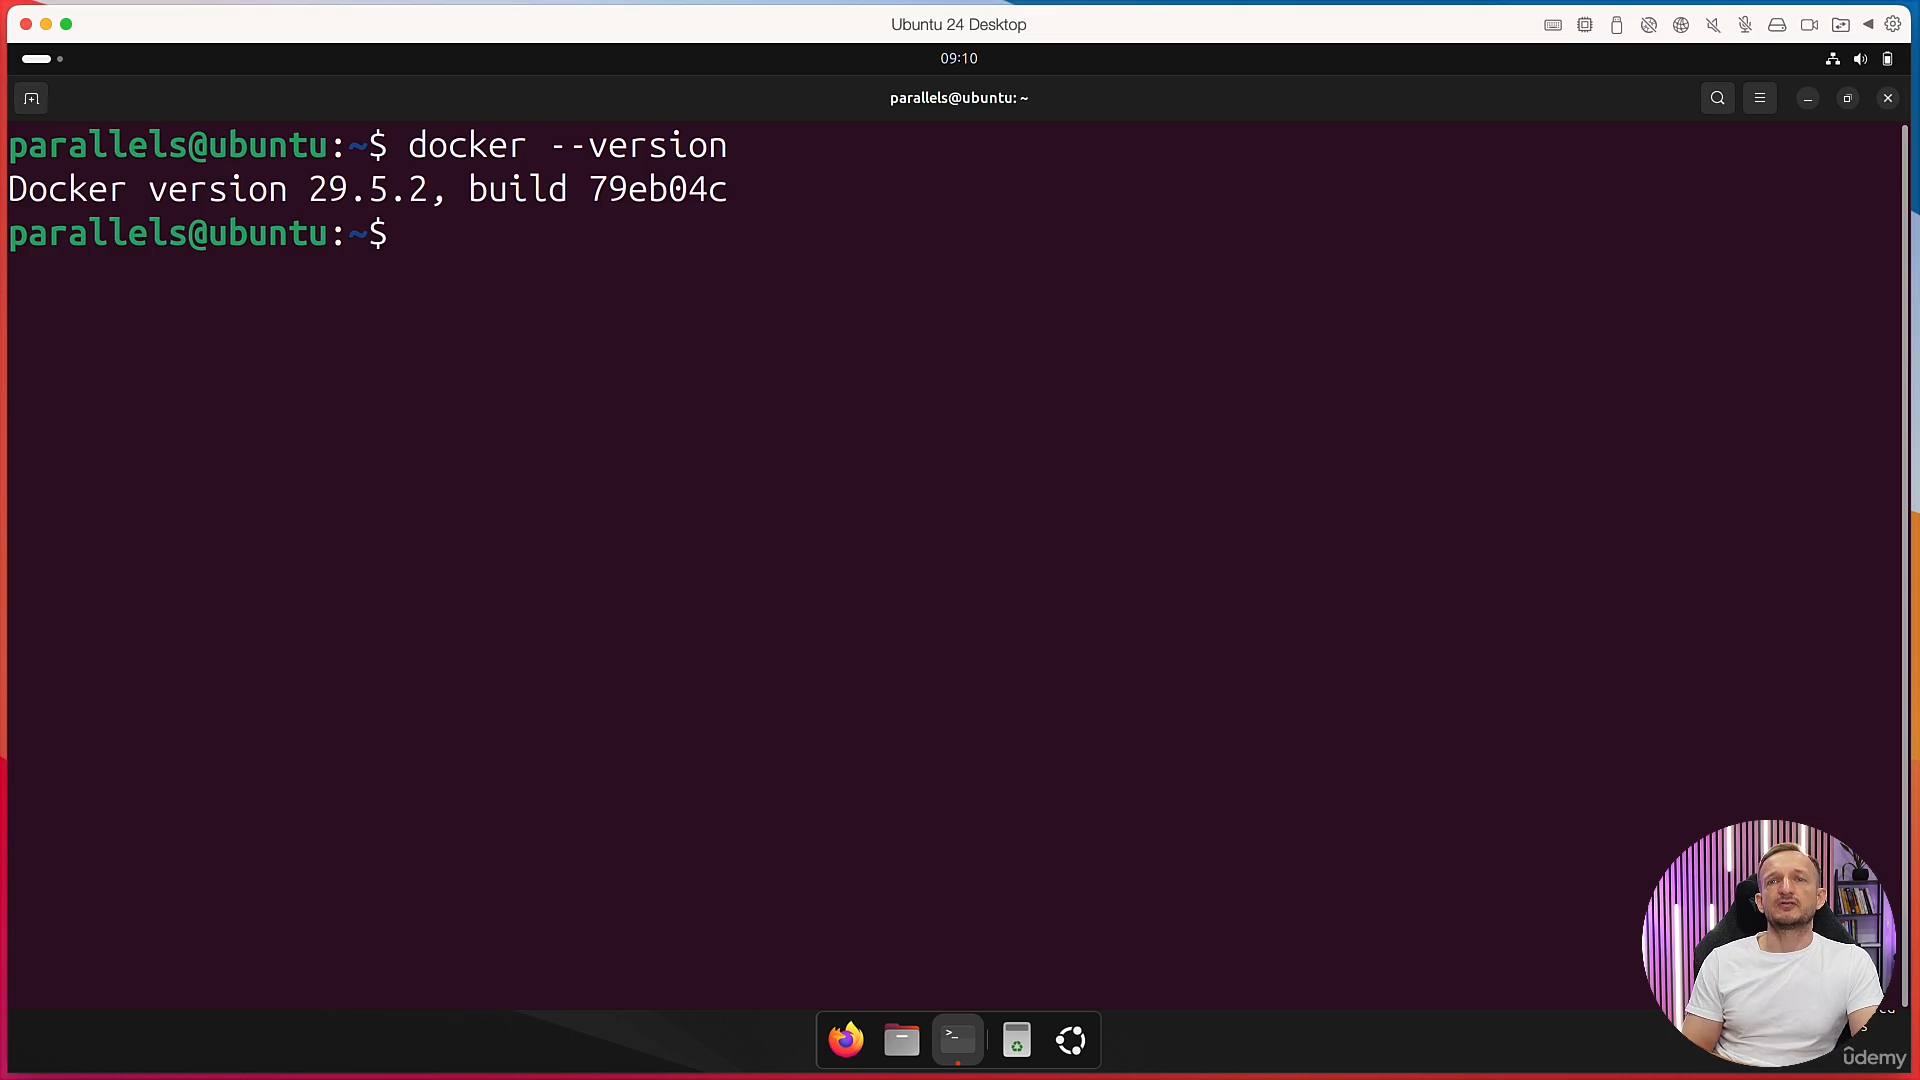 Ubuntu 24 Desktop
09:10
parallels@ubuntu: ~
parallels@ubuntu:~$ docker --version
Docker version 29.5.2, build 79eb04c
parallels@ubuntu:~$
>_
udemy